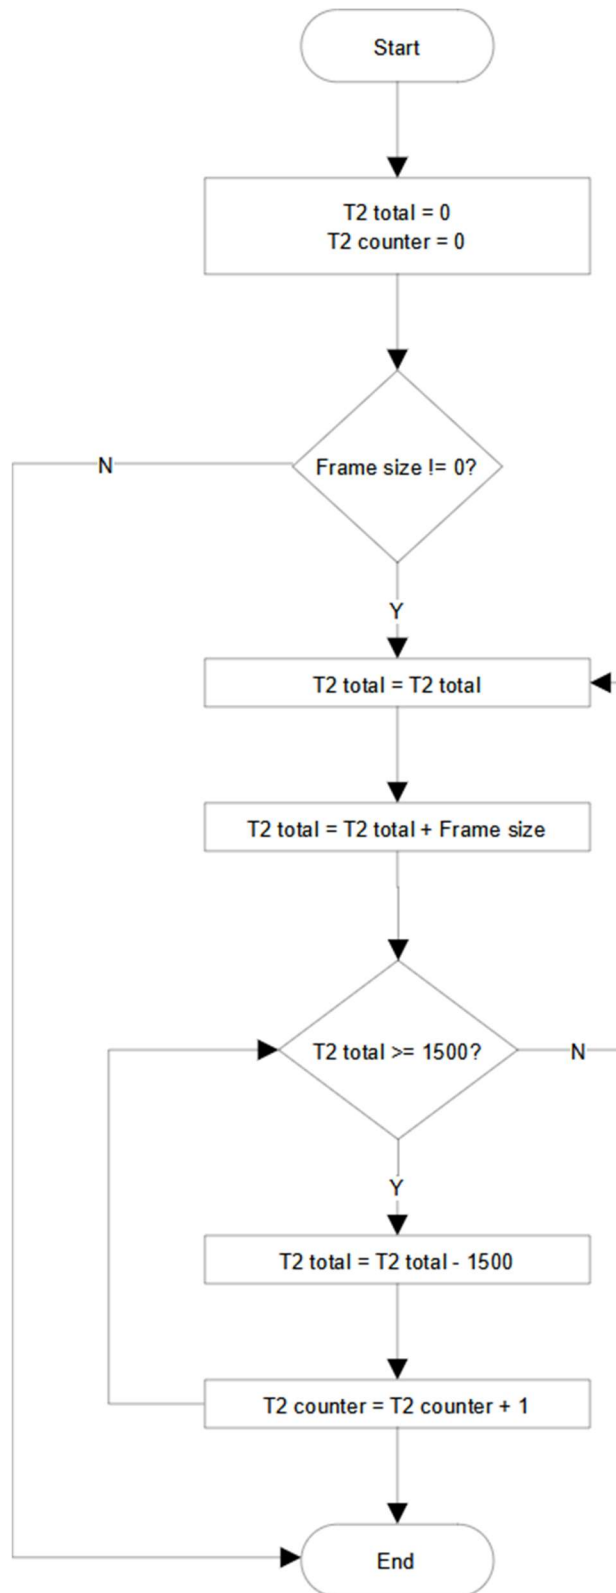 Start
T2 total = 0
T2 counter = 0
N
Frame size != 0?
Y
T2 total = T2 total
T2 total = T2 total + Frame size
T2 total >= 1500?
N
Y
T2 total = T2 total - 1500
T2 counter = T2 counter + 1
End